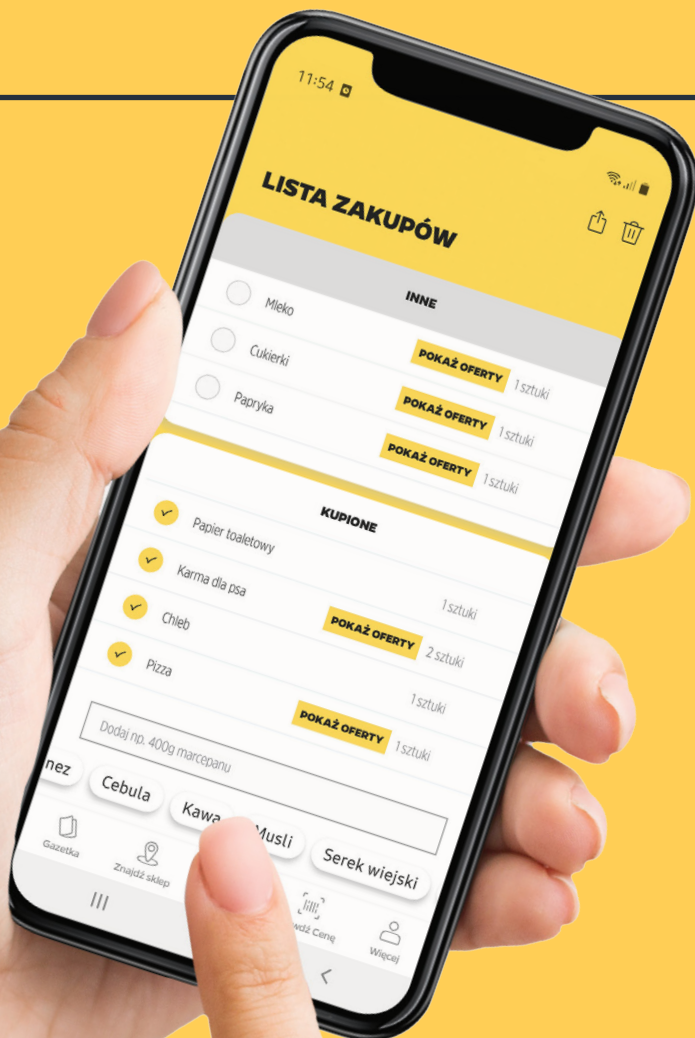 11:54
LISTA ZAKUPÓW
INNE
Mleko
POKAŻ OFERTY 1 sztuki
Cukierki
POKAŻ OFERTY 1 sztuki
Papryka
POKAŻ OFERTY 1 sztuki
KUPIONE
Papier toaletowy
1 sztuki
Karma dla psa
POKAŻ OFERTY 2 sztuki
Chleb
1 sztuki
Pizza
POKAŻ OFERTY 1 sztuki
Dodaj np. 400g marcepanu
nez Cebula Kawa Musli Serek wiejski
Gazetka Znajdź sklep wdź Cenę Więcej